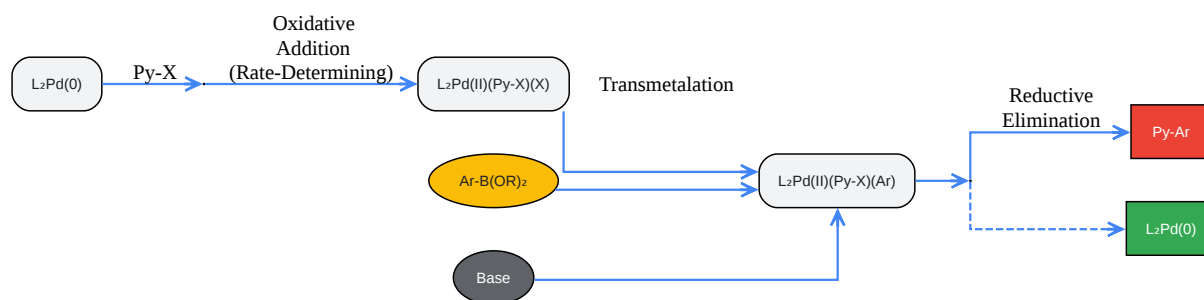 L₂Pd(0)
Py-X
Oxidative
Addition
(Rate-Determining)
L₂Pd(II)(Py-X)(X)
Transmetalation
Ar-B(OR)₂
Base
L₂Pd(II)(Py-X)(Ar)
Reductive
Elimination
Py-Ar
L₂Pd(0)